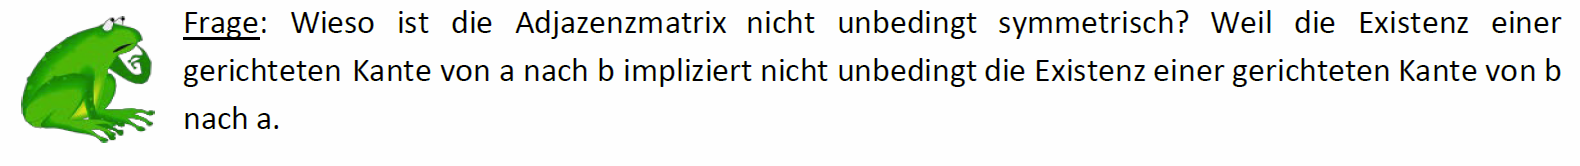 Frage: Wieso ist die Adjazenzmatrix nicht unbedingt symmetrisch? Weil die Existenz einer
gerichteten Kante von a nach b impliziert nicht unbedingt die Existenz einer gerichteten Kante von b
nach a.